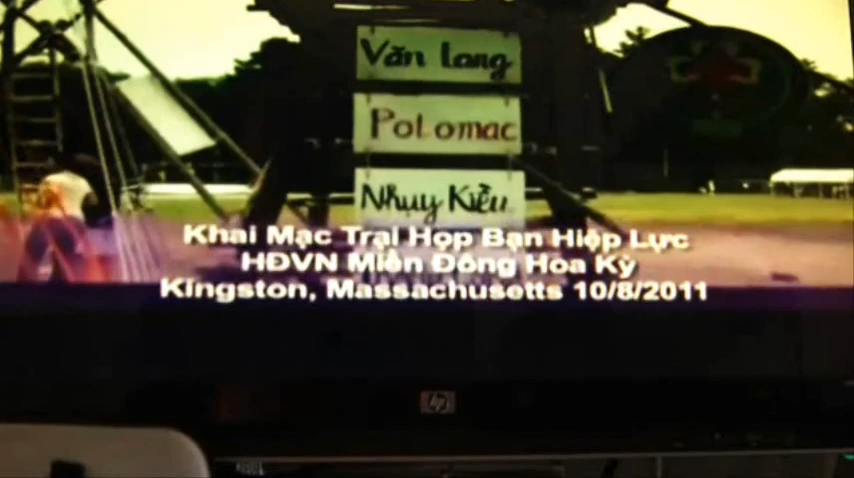 Văn Lang
Potomac
Nhụy Kiều
Khai Mạc Trại Họp Bạn Hiệp Lực
HĐVN Miền Đông Hoa Kỳ
Kingston, Massachusetts 10/8/2011
hp